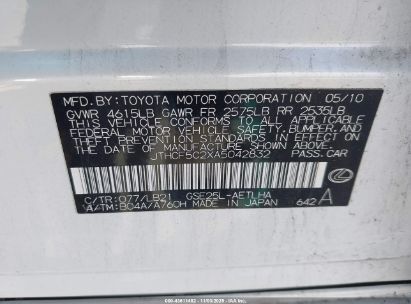 MFD.BY: TOYOTA MOTOR CORPORATION 05/10
GVWR 4615LB GAWR FR 2575LB RR 2535LB
THIS VEHICLE CONFORMS TO ALL APPLICABLE
FEDERAL MOTOR VEHICLE SAFETY, BUMPER, AND
THEFT PREVENTION STANDARDS IN EFFECT ON
THE DATE OF MANUFACTURE SHOWN ABOVE.
JTHCF5C2XA5042832
C/TR:077/LB21 GSE25L-AETLHA
A/TM:B04A/A760H MADE IN JAPAN 642 A